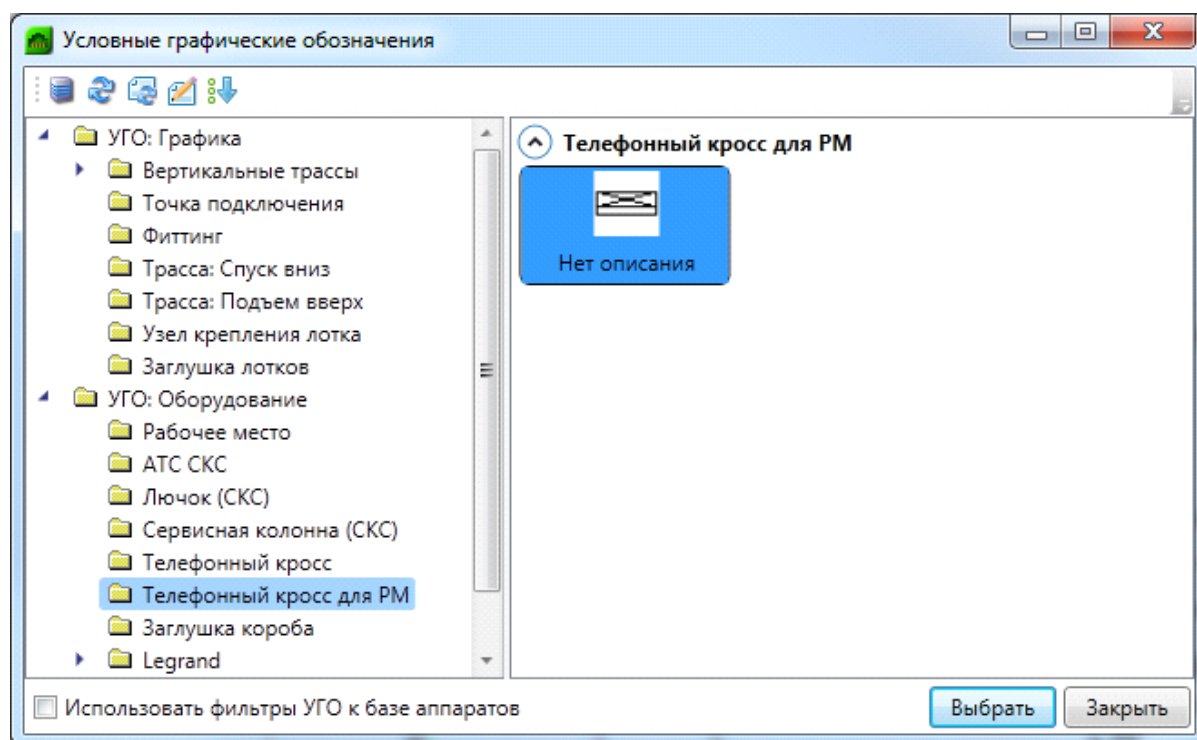 Условные графические обозначения
УГО: Графика
Вертикальные трассы
Точка подключения
Фиттинг
Трасса: Спуск вниз
Трасса: Подъем вверх
Узел крепления лотка
Заглушка лотков
УГО: Оборудование
Рабочее место
АТС СКС
Лючок (СКС)
Сервисная колонна (СКС)
Телефонный кросс
Телефонный кросс для РМ
Заглушка короба
Legrand
Телефонный кросс для РМ
Нет описания
Использовать фильтры УГО к базе аппаратов
Выбрать
Закрыть